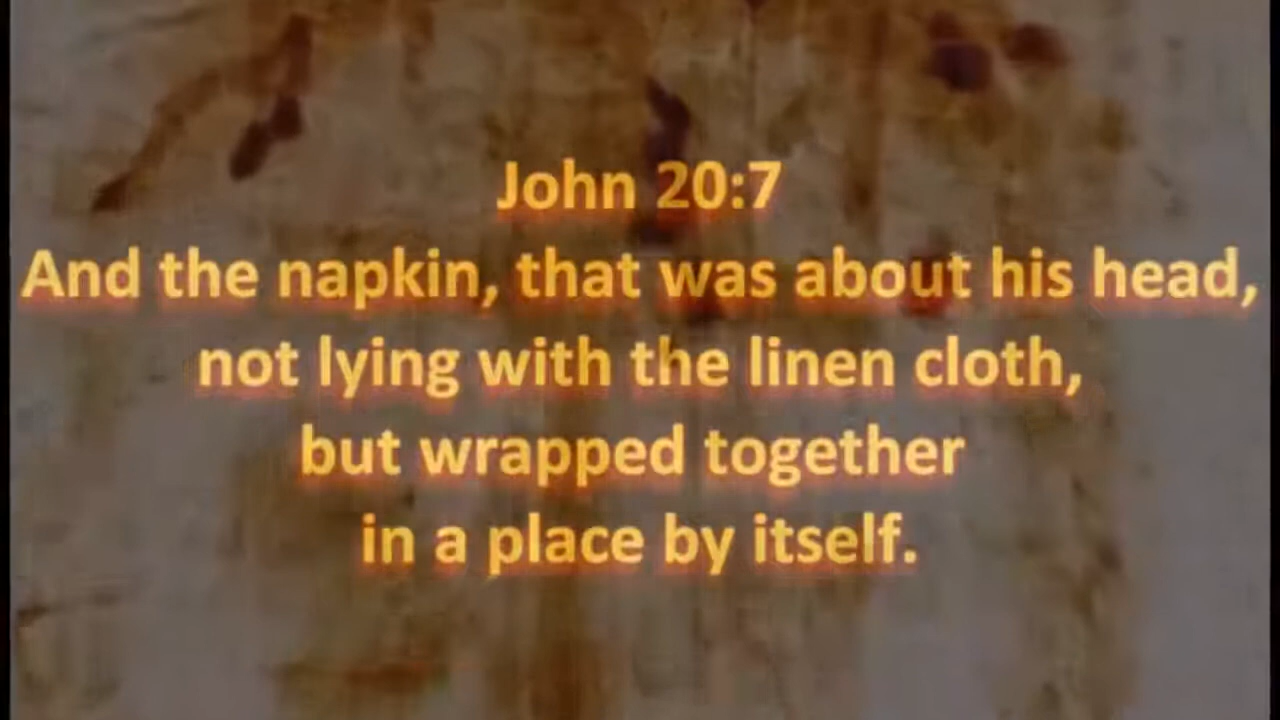 John 20:7
And the napkin, that was about his head,
not lying with the linen cloth,
but wrapped together
in a place by itself.